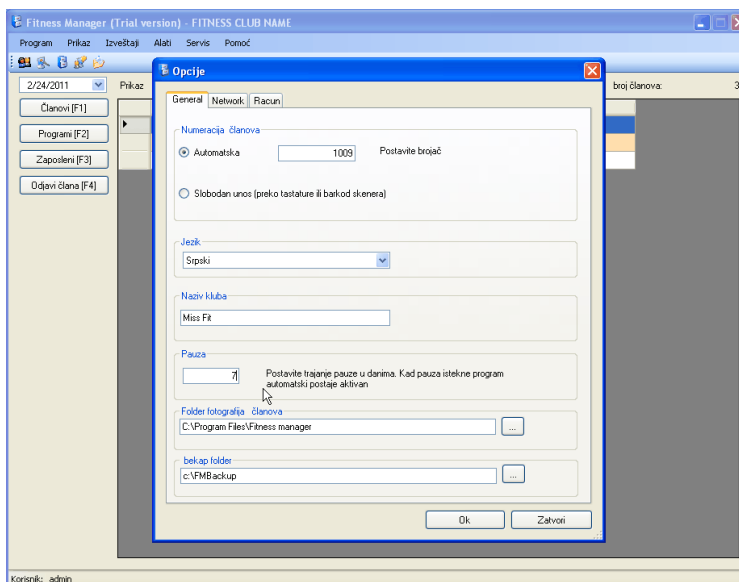 Fitness Manager (Trial version) - FITNESS CLUB NAME
Program Prikaz Izveštaji Alati Servis Pomoć
2/24/2011
Prikaz
broj članova:
3
Članovi [F1]
Programi [F2]
Zaposleni [F3]
Odjavi člana [F4]
Opcije
General Network Racun
Numeracija članova
Automatska 1009 Postavite brojač
Slobodan unos (preko tastature ili barkod skenera)
Jezik
Srpski
Naziv kluba
Miss Fit
Pauza
7 Postavite trajanje pauze u danima. Kad pauza istekne program
automatski postaje aktivan
Folder fotografija članova
C:\Program Files\Fitness manager ...
bekap folder
c:\FMBackup ...
Ok Zatvori
Korisnik: admin